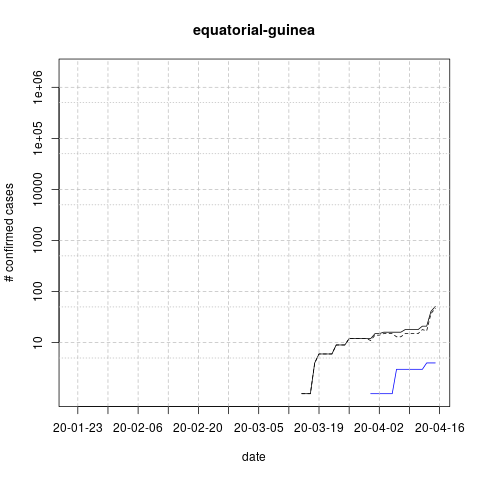 equatorial-guinea
# confirmed cases
1e+06
1e+05
10000
1000
100
10
20-01-23 20-02-06 20-02-20 20-03-05 20-03-19 20-04-02 20-04-16
date